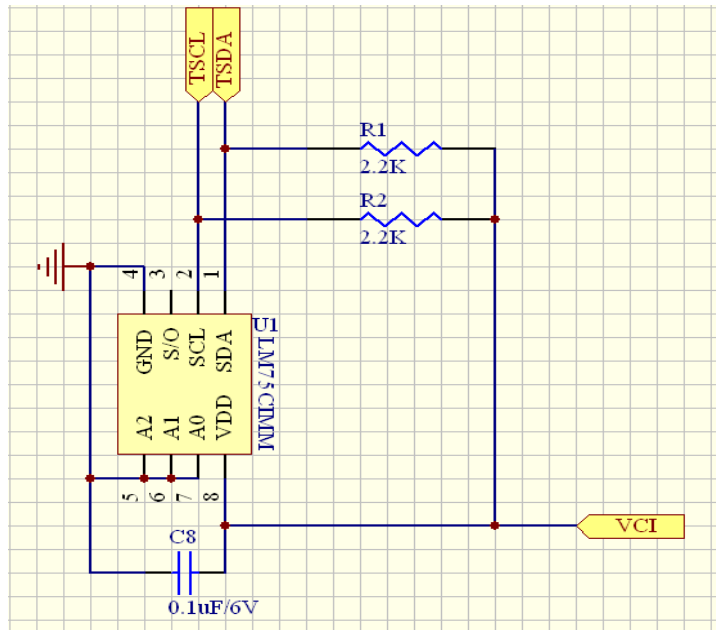 TSCL
TSDA
R1
2.2K
R2
2.2K
4
3
2
1
U1
LM75CIMM
GND
S/O
SCL
SDA
A2
A1
A0
VDD
5
6
7
8
VCI
C8
0.1uF/6V